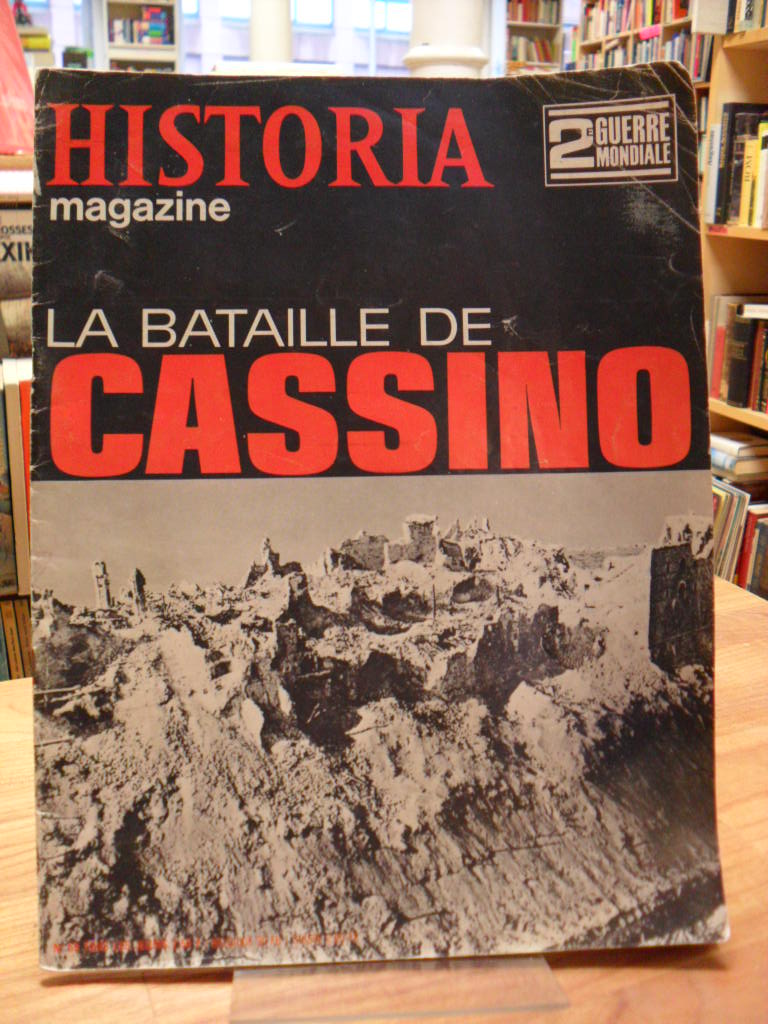 HISTORIA
magazine
2e GUERRE
MONDIALE
LA BATAILLE DE
CASSINO